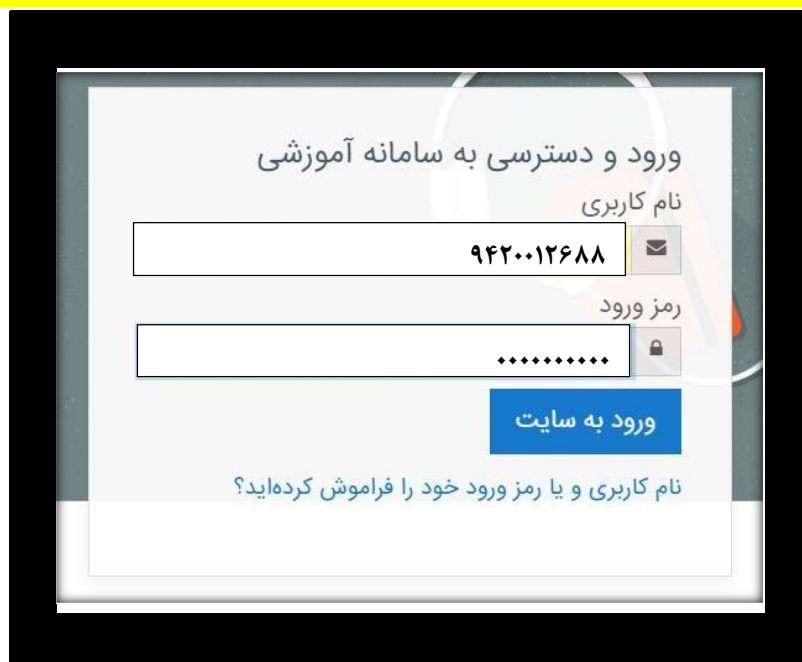 ورود و دسترسی به سامانه آموزشی
نام کاربری
۹۴۲۰۰۱۲۶۸۸
رمز ورود
••••••••••
ورود به سایت
نام کاربری و یا رمز ورود خود را فراموش کرده‌اید؟